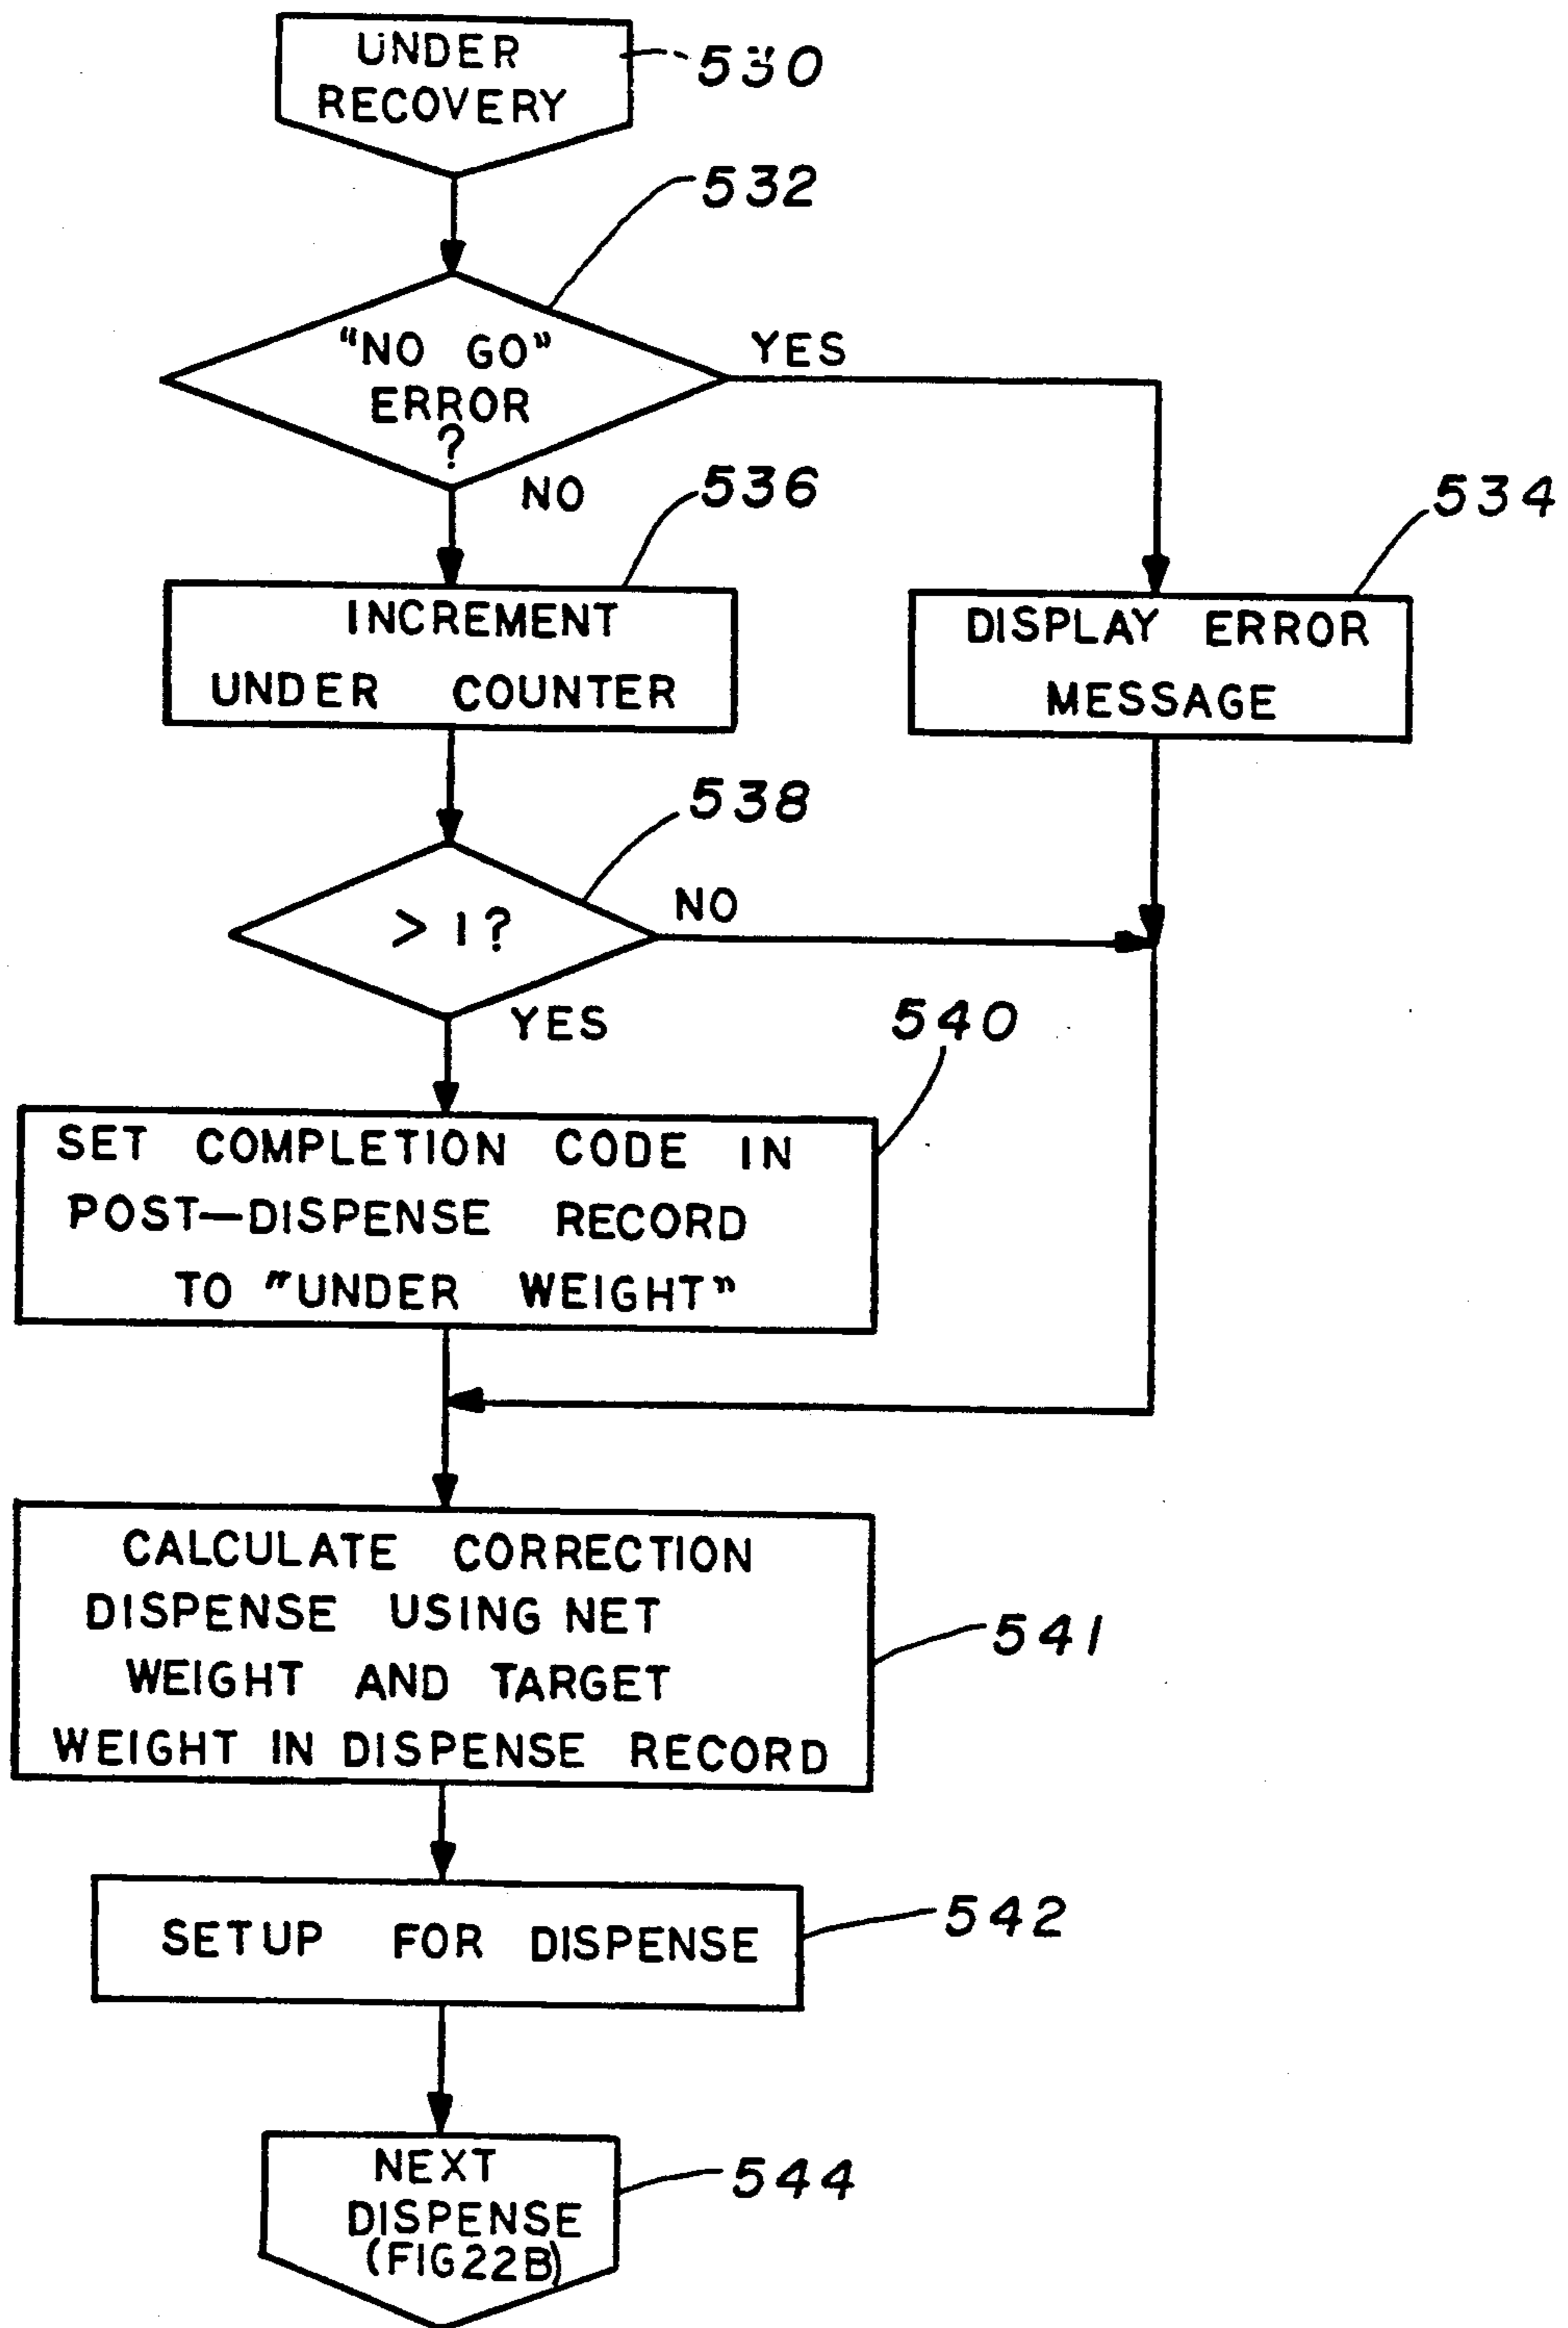 UNDER
RECOVERY
530
532
"NO GO"
ERROR
?
YES
NO
536
534
INCREMENT
UNDER COUNTER
DISPLAY ERROR
MESSAGE
538
> 1?
NO
YES
540
SET COMPLETION CODE IN
POST—DISPENSE RECORD
TO "UNDER WEIGHT"
CALCULATE CORRECTION
DISPENSE USING NET
WEIGHT AND TARGET
WEIGHT IN DISPENSE RECORD
541
SETUP FOR DISPENSE
542
NEXT
DISPENSE
(FIG22B)
544